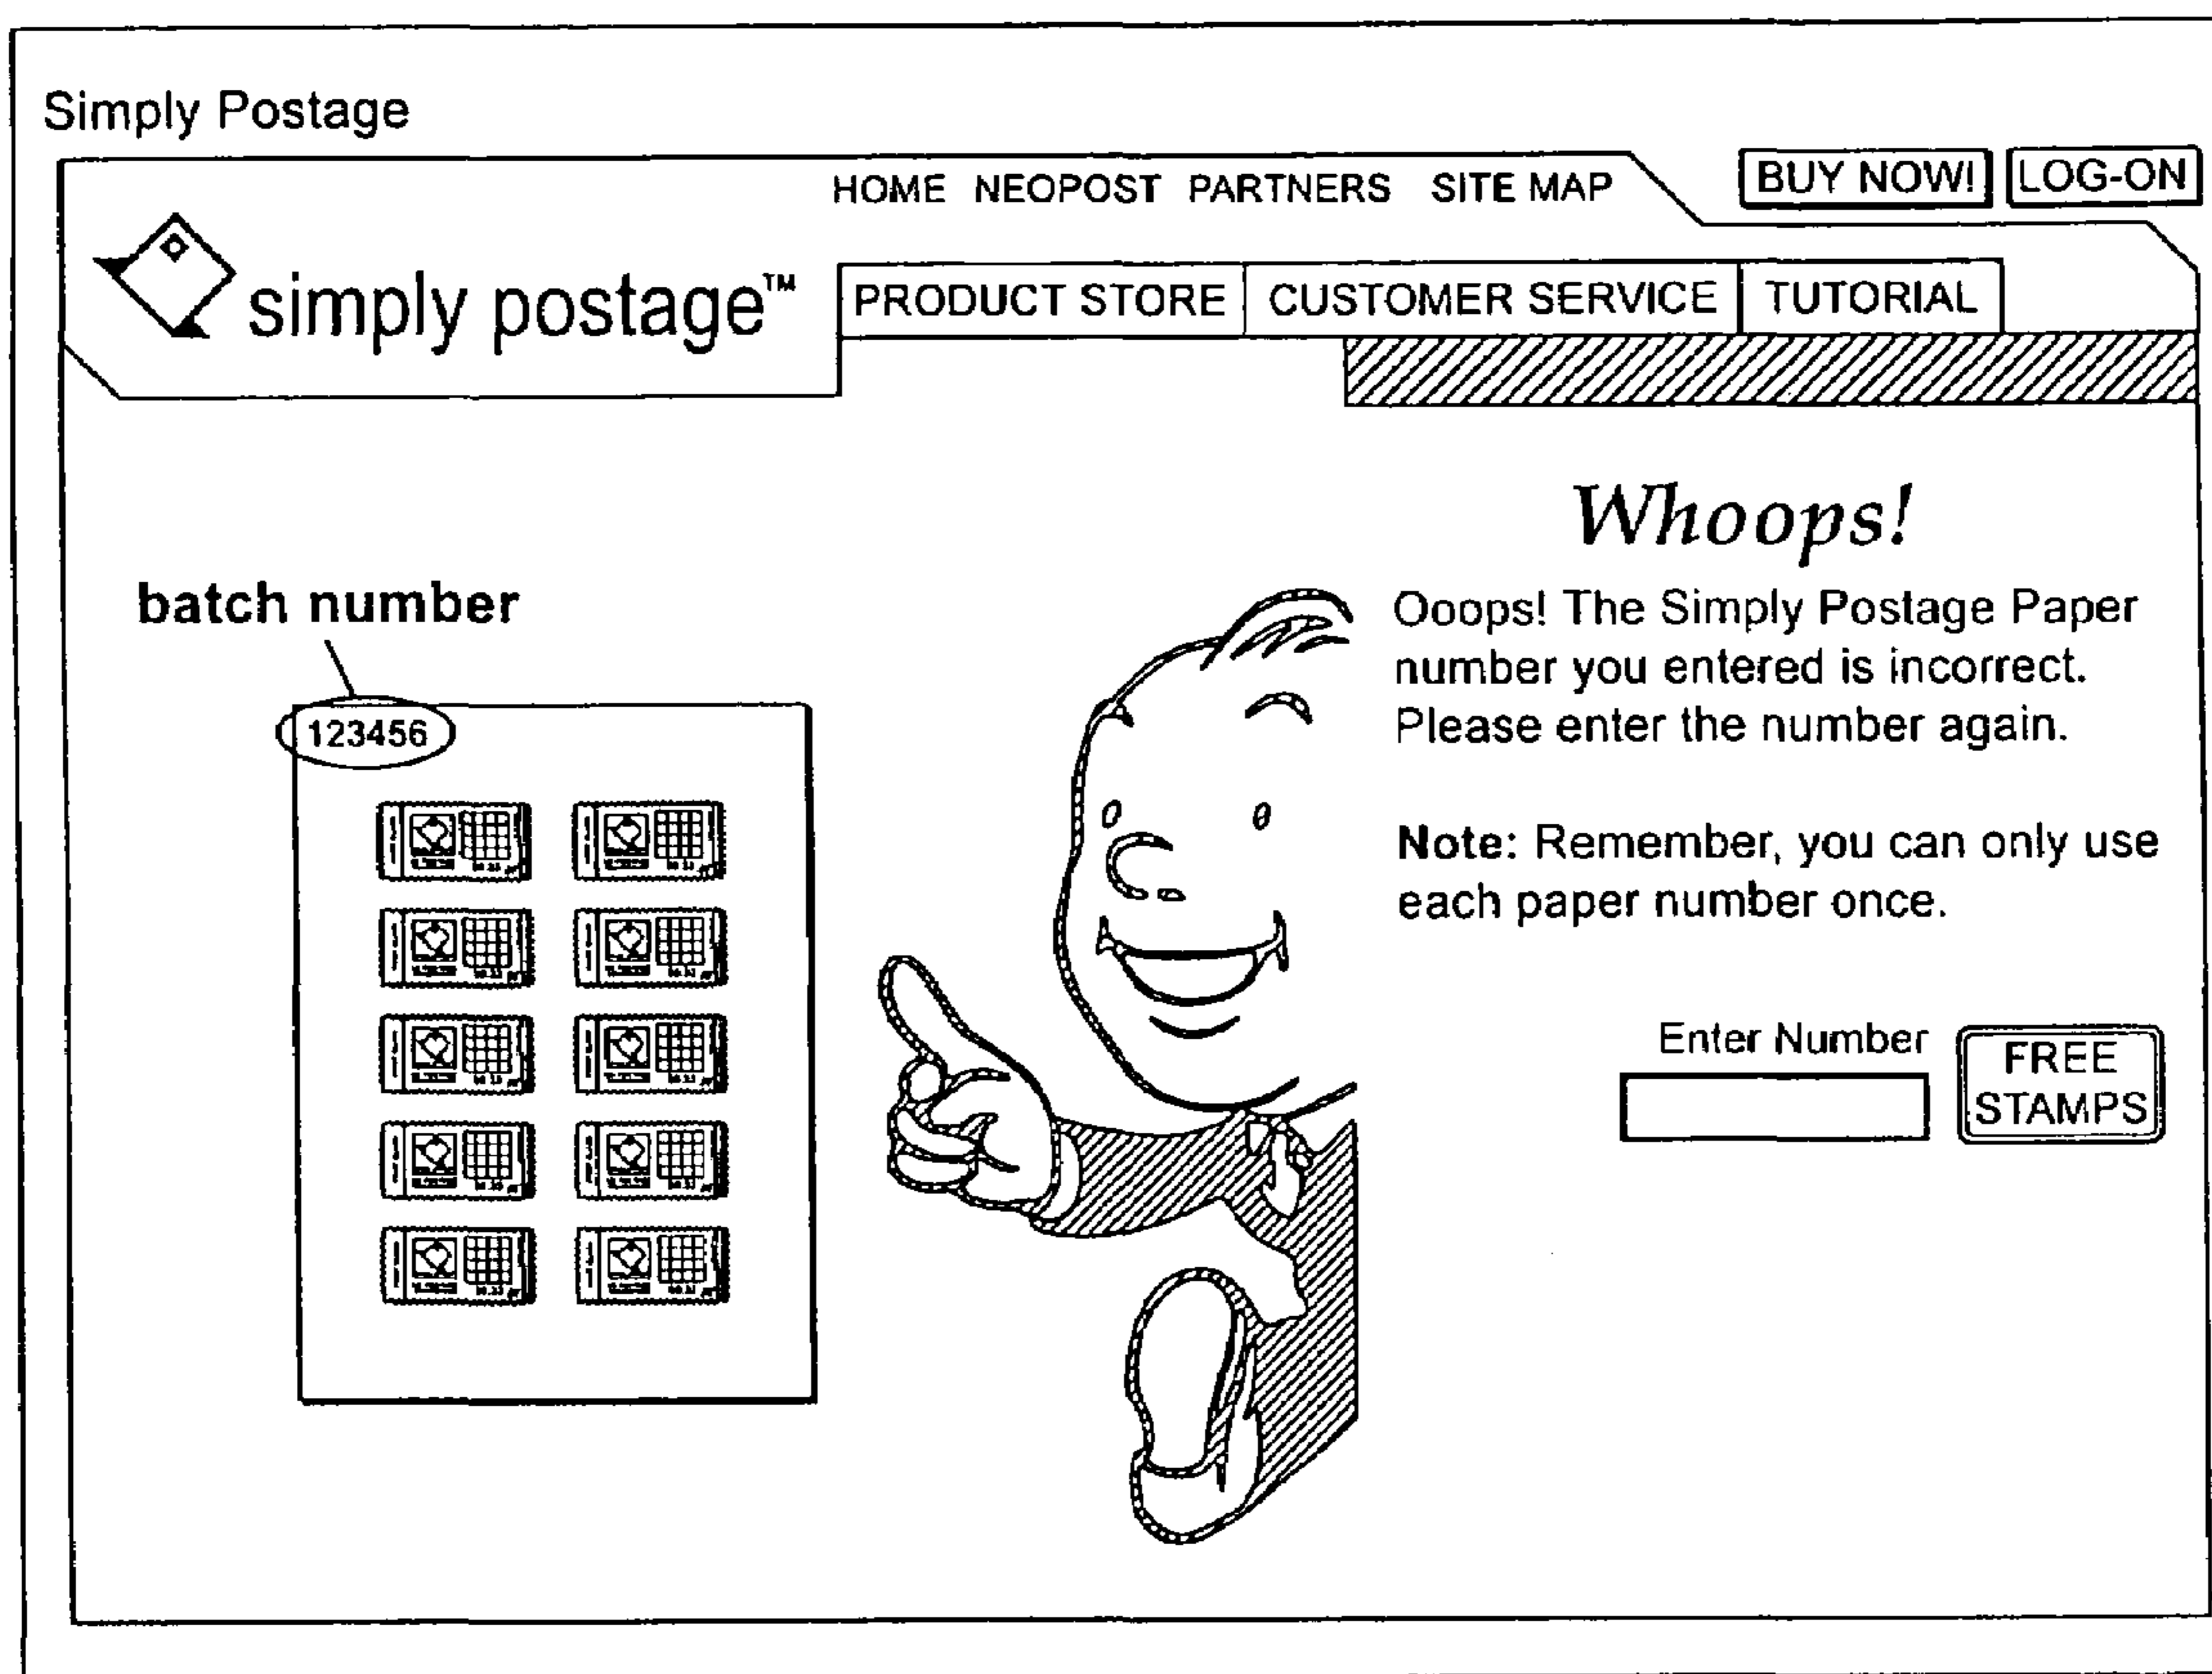 Simply Postage
HOME NEOPOST PARTNERS SITE MAP
BUY NOW! LOG-ON
simply postage™
PRODUCT STORE CUSTOMER SERVICE TUTORIAL
Whoops!
Ooops! The Simply Postage Paper
number you entered is incorrect.
Please enter the number again.
Note: Remember, you can only use
each paper number once.
batch number
123456
Enter Number
FREE
STAMPS